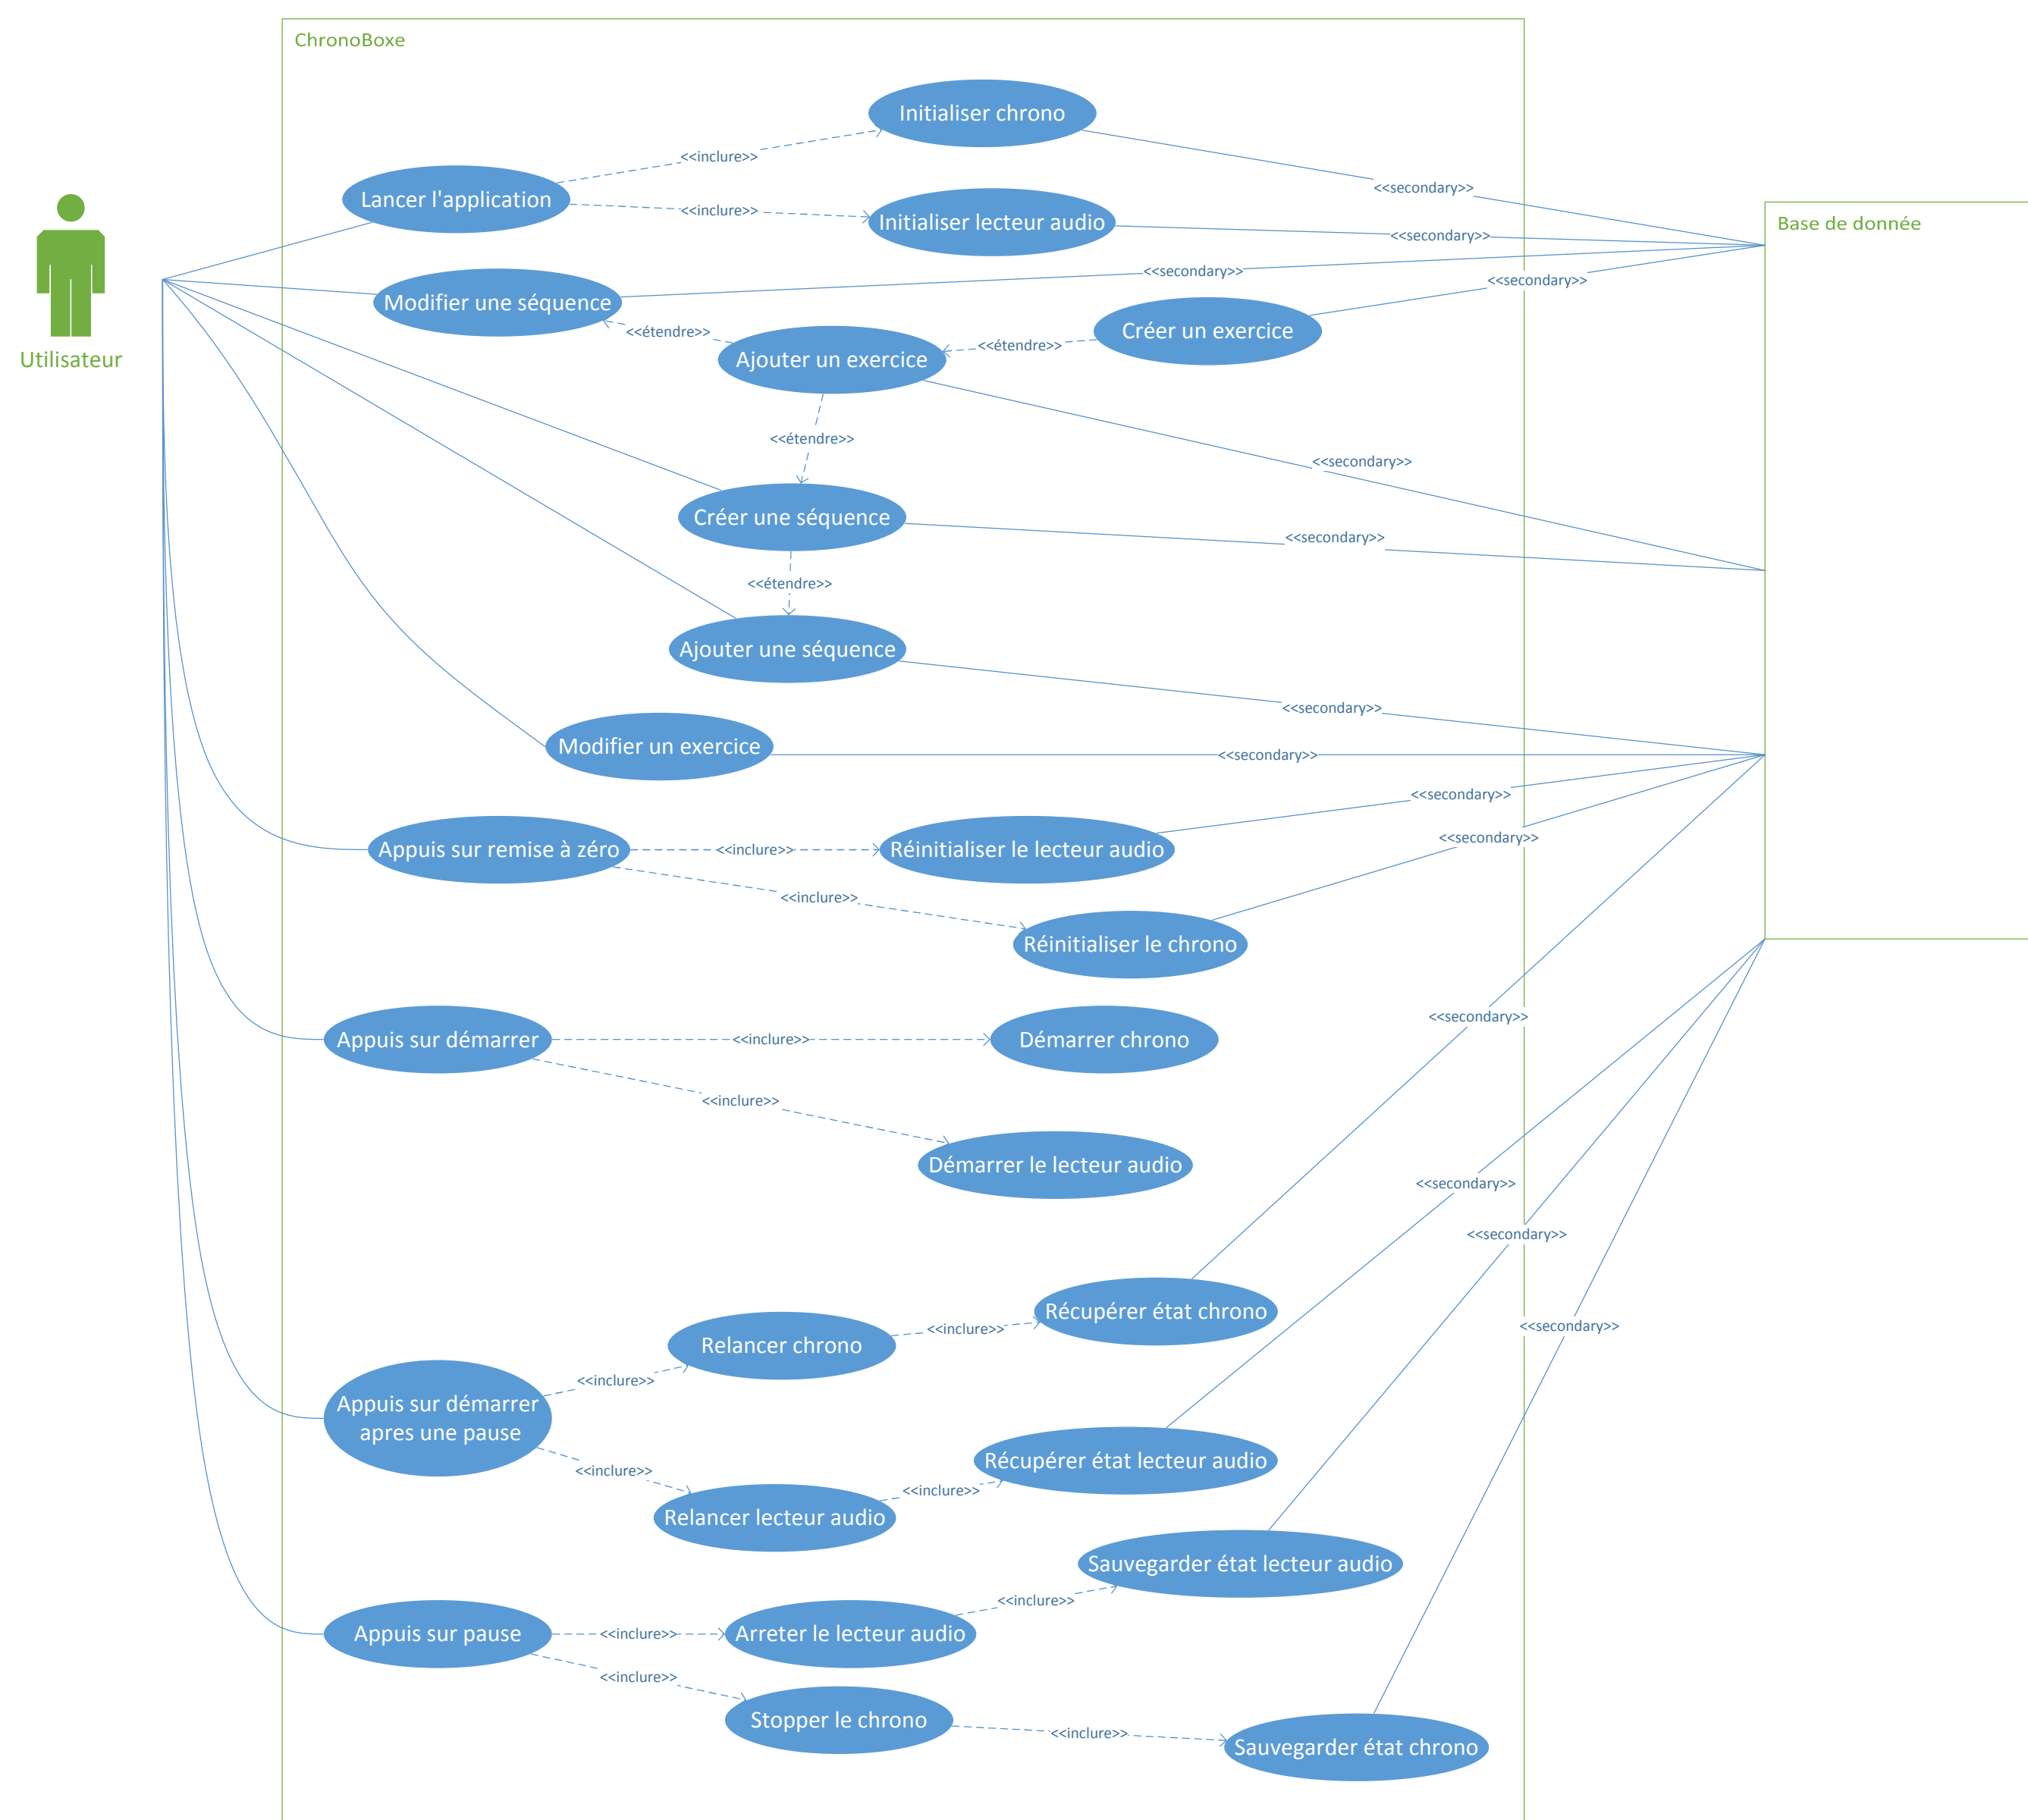 ChronoBoxe
Initialiser chrono
<<inclure>>
<<secondary>>
Lancer l'application
<<inclure>>
Initialiser lecteur audio
<<secondary>>
Base de donnée
Utilisateur
Modifier une séquence
<<secondary>>
<<secondary>>
<<étendre>>
Ajouter un exercice
<<étendre>>
Créer un exercice
<<étendre>>
<<secondary>>
Créer une séquence
<<secondary>>
<<étendre>>
Ajouter une séquence
<<secondary>>
Modifier un exercice
<<secondary>>
<<secondary>>
Appuis sur remise à zéro
<<inclure>>
Réinitialiser le lecteur audio
<<secondary>>
<<inclure>>
Réinitialiser le chrono
<<secondary>>
Appuis sur démarrer
<<inclure>>
Démarrer chrono
<<inclure>>
Démarrer le lecteur audio
<<secondary>>
<<secondary>>
Récupérer état chrono
<<secondary>>
Relancer chrono
<<inclure>>
<<inclure>>
Appuis sur démarrer
apres une pause
<<inclure>>
Récupérer état lecteur audio
<<inclure>>
Relancer lecteur audio
Sauvegarder état lecteur audio
<<inclure>>
Appuis sur pause
<<inclure>>
Arreter le lecteur audio
<<inclure>>
Stopper le chrono
<<inclure>>
Sauvegarder état chrono